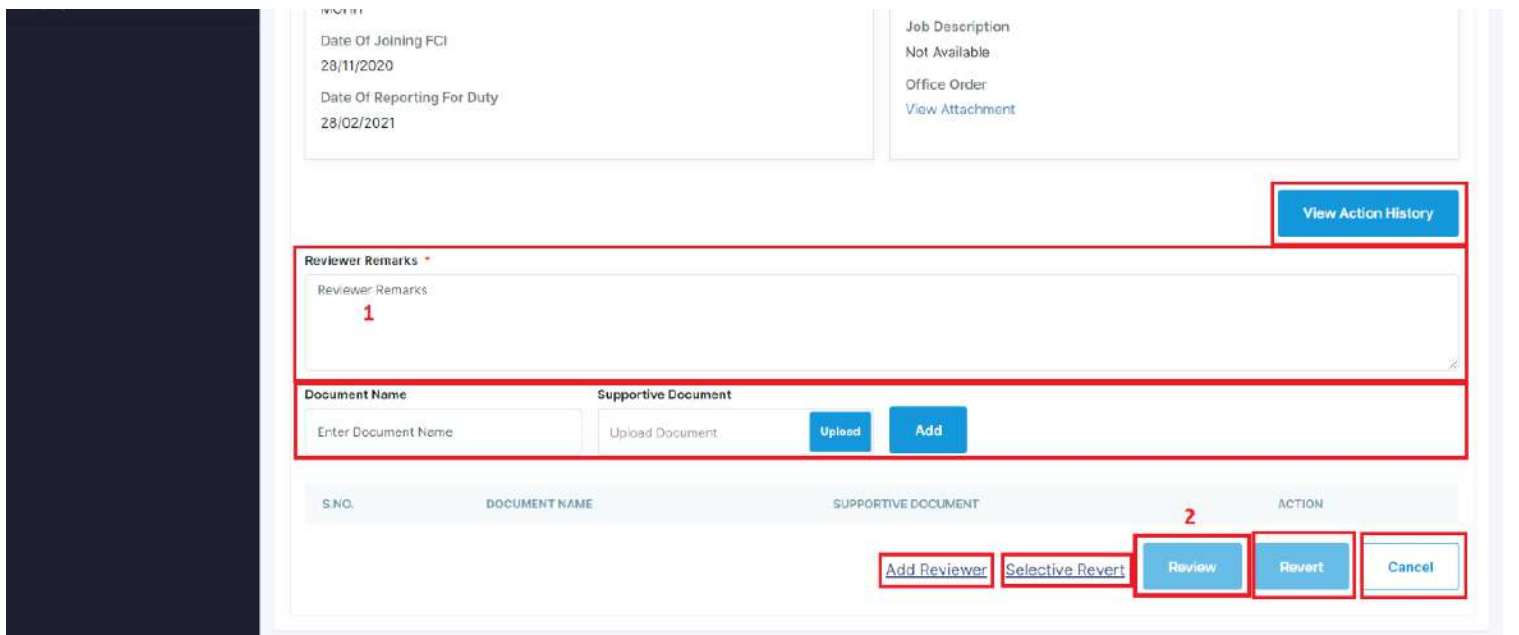 Date Of Joining FCI
28/11/2020
Date Of Reporting For Duty
28/02/2021
Job Description
Not Available
Office Order
View Attachment
View Action History
Reviewer Remarks *
Reviewer Remarks
1
Document Name
Supportive Document
Enter Document Name
Upload Document
Upload
Add
S.NO.
DOCUMENT NAME
SUPPORTIVE DOCUMENT
ACTION
2
Add Reviewer
Selective Revert
Review
Revert
Cancel